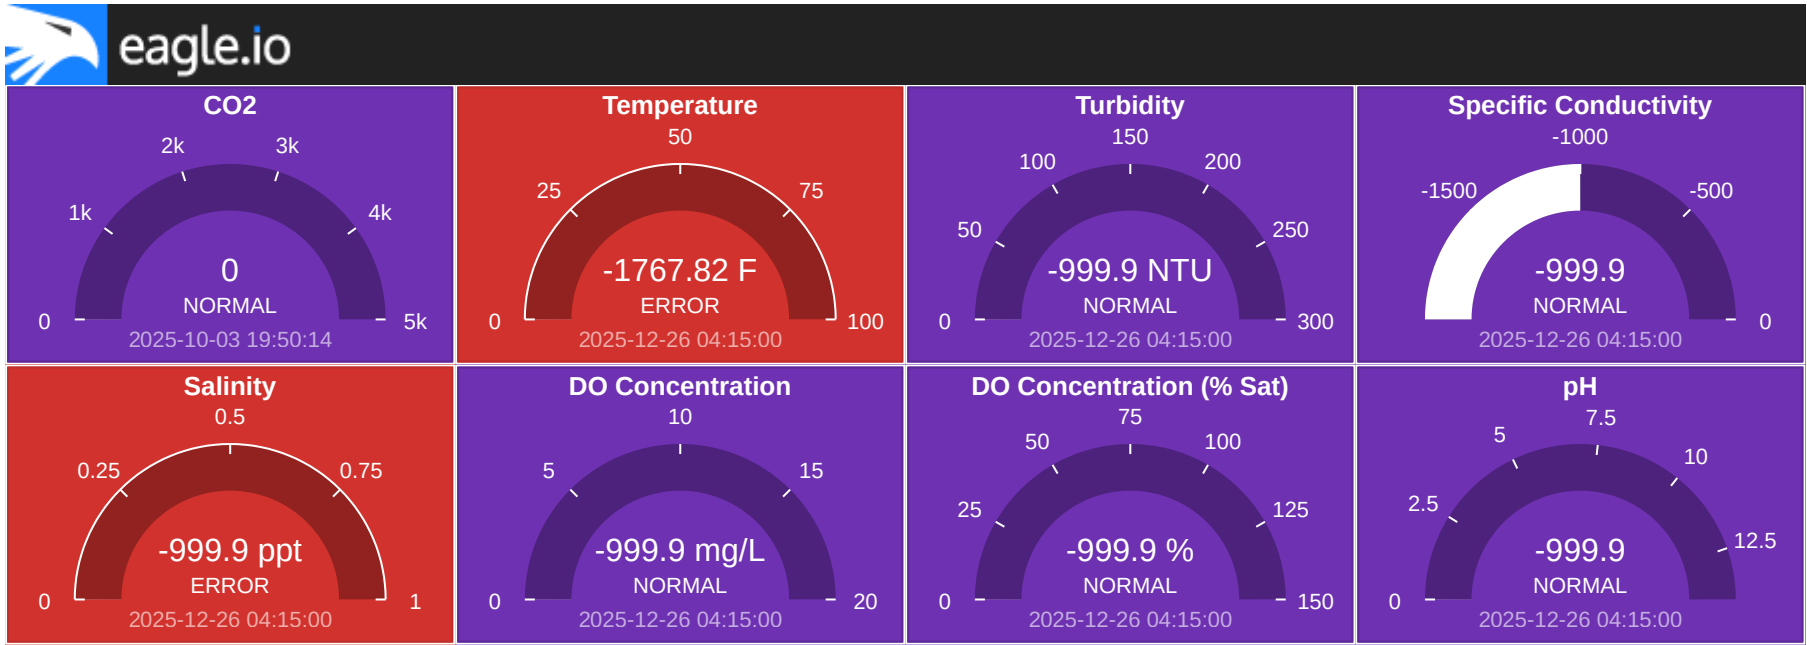 eagle.io
CO2
2k 3k
1k 4k
0
NORMAL
0 5k
2025-10-03 19:50:14
Temperature
50
25 75
-1767.82 F
ERROR
0 100
2025-12-26 04:15:00
Turbidity
150
100 200
50 250
-999.9 NTU
NORMAL
0 300
2025-12-26 04:15:00
Specific Conductivity
-1000
-1500 -500
-999.9
NORMAL
0
2025-12-26 04:15:00
Salinity
0.5
0.25 0.75
-999.9 ppt
ERROR
0 1
2025-12-26 04:15:00
DO Concentration
10
5 15
-999.9 mg/L
NORMAL
0 20
2025-12-26 04:15:00
DO Concentration (% Sat)
75
50 100
25 125
-999.9 %
NORMAL
0 150
2025-12-26 04:15:00
pH
7.5
5 10
2.5 12.5
-999.9
NORMAL
0
2025-12-26 04:15:00